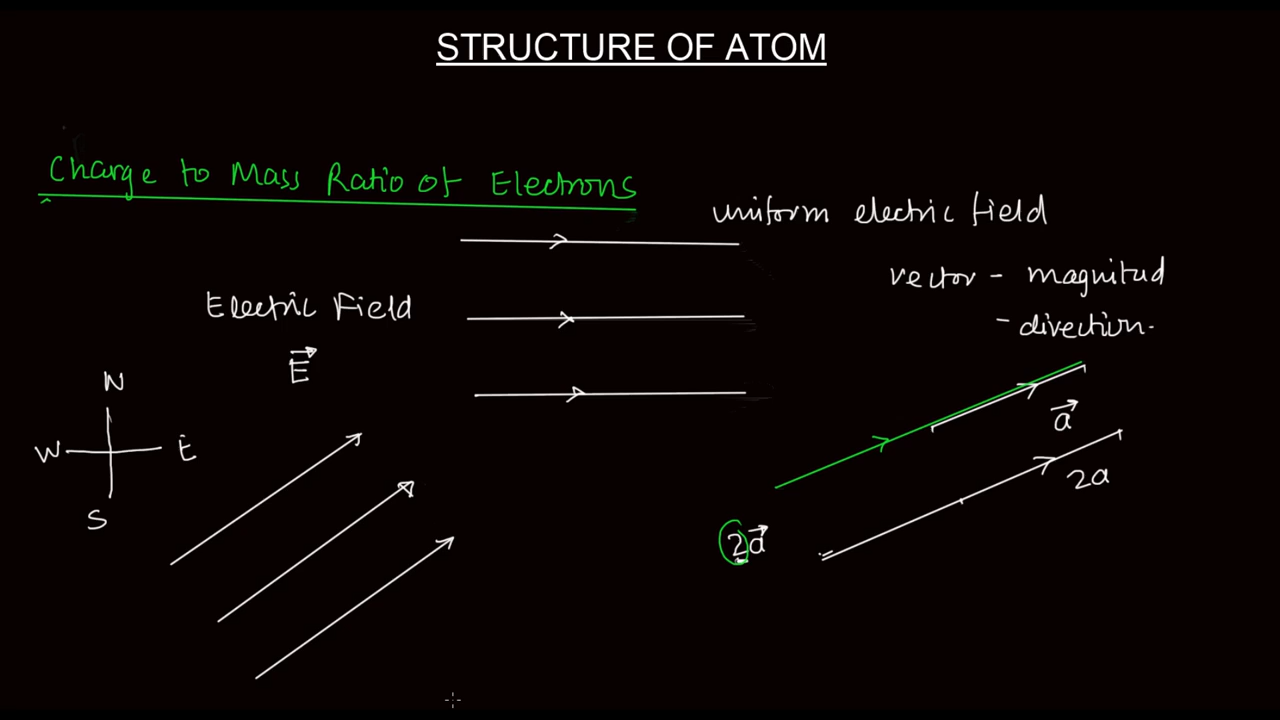 STRUCTURE OF ATOM
Charge to Mass Ratio of Electrons
uniform electric field
vector - magnitud
- direction.
Electric Field
E
N
W E
S
a
2a
2a